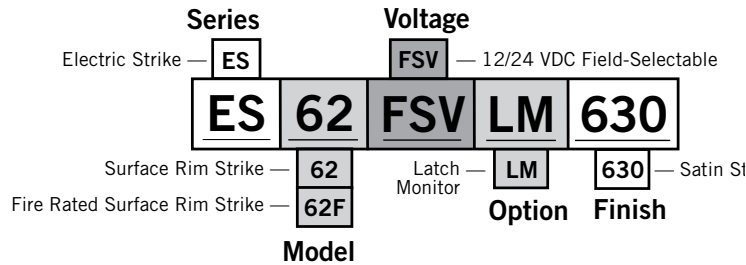 Series Voltage
Electric Strike — ES FSV — 12/24 VDC Field-Selectable
ES 62 FSV LM 630
Surface Rim Strike — 62 Latch Monitor — LM 630 — Satin
Fire Rated Surface Rim Strike — 62F Option Finish
Model